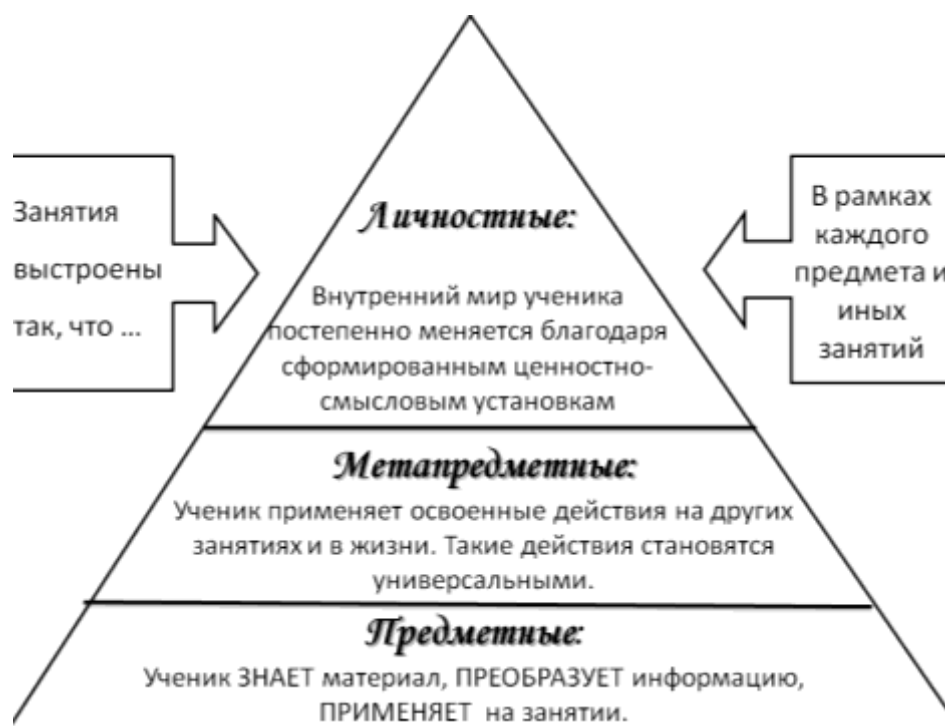 Занятия
выстроены
так, что ...
Личностные:
Внутренний мир ученика
постепенно меняется благодаря
сформированным ценностно-
смысловым установкам
В рамках
каждого
предмета и
иных
занятий
Метапредметные:
Ученик применяет освоенные действия на других
занятиях и в жизни. Такие действия становятся
универсальными.
Предметные:
Ученик ЗНАЕТ материал, ПРЕОБРАЗУЕТ информацию,
ПРИМЕНЯЕТ на занятии.